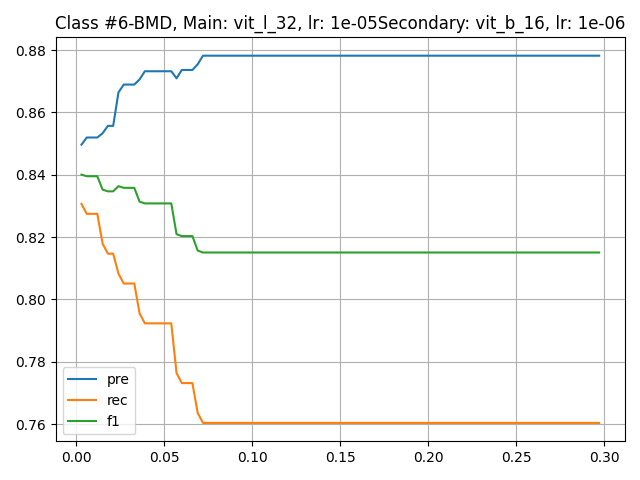 Class #6-BMD, Main: vit_l_32, lr: 1e-05Secondary: vit_b_16, lr: 1e-06
0.88
0.86
0.84
0.82
0.80
0.78
0.76
pre
rec
f1
0.00 0.05 0.10 0.15 0.20 0.25 0.30